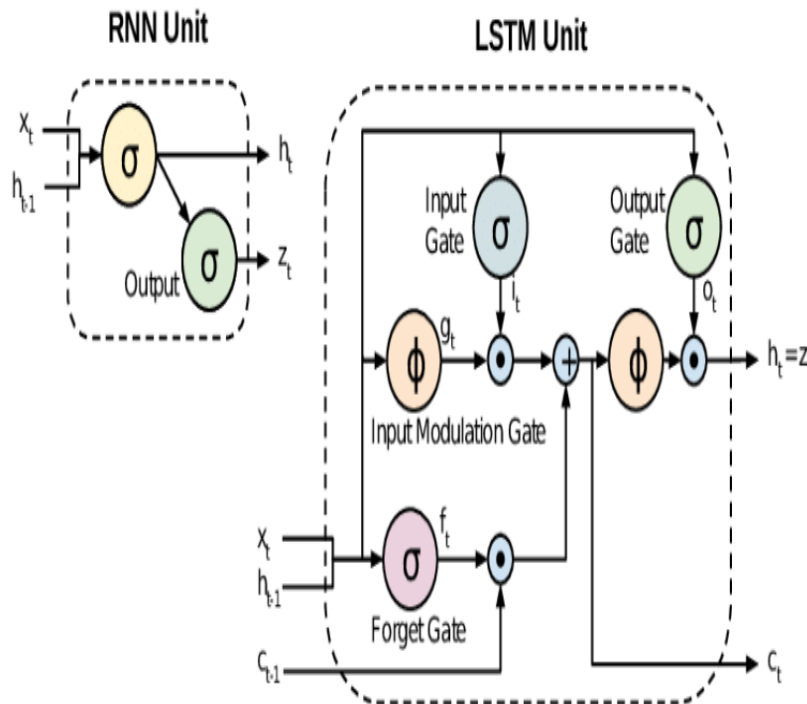 RNN Unit
xₜ
hₜ₋₁
σ
hₜ
Output
σ
zₜ
LSTM Unit
Input
Gate
σ
iₜ
Output
Gate
σ
oₜ
ϕ
gₜ
+
ϕ
hₜ=z
Input Modulation Gate
xₜ
hₜ₋₁
σ
fₜ
Forget Gate
cₜ₋₁
cₜ